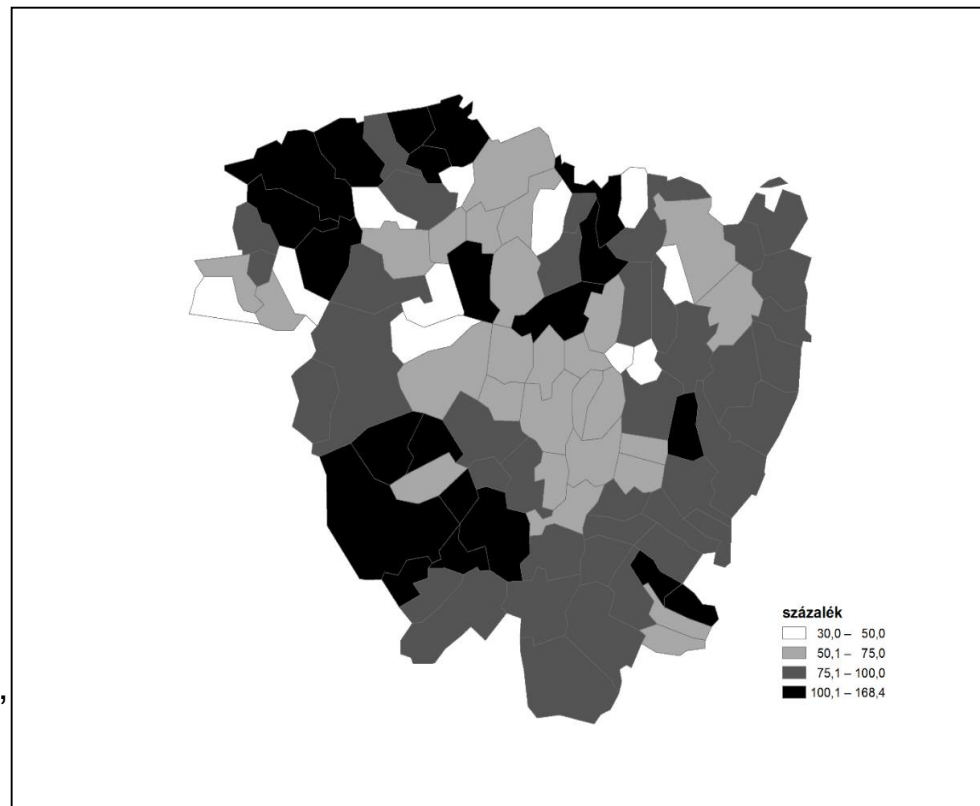 százalék
30,0 – 50,0
50,1 – 75,0
75,1 – 100,0
100,1 – 168,4
,